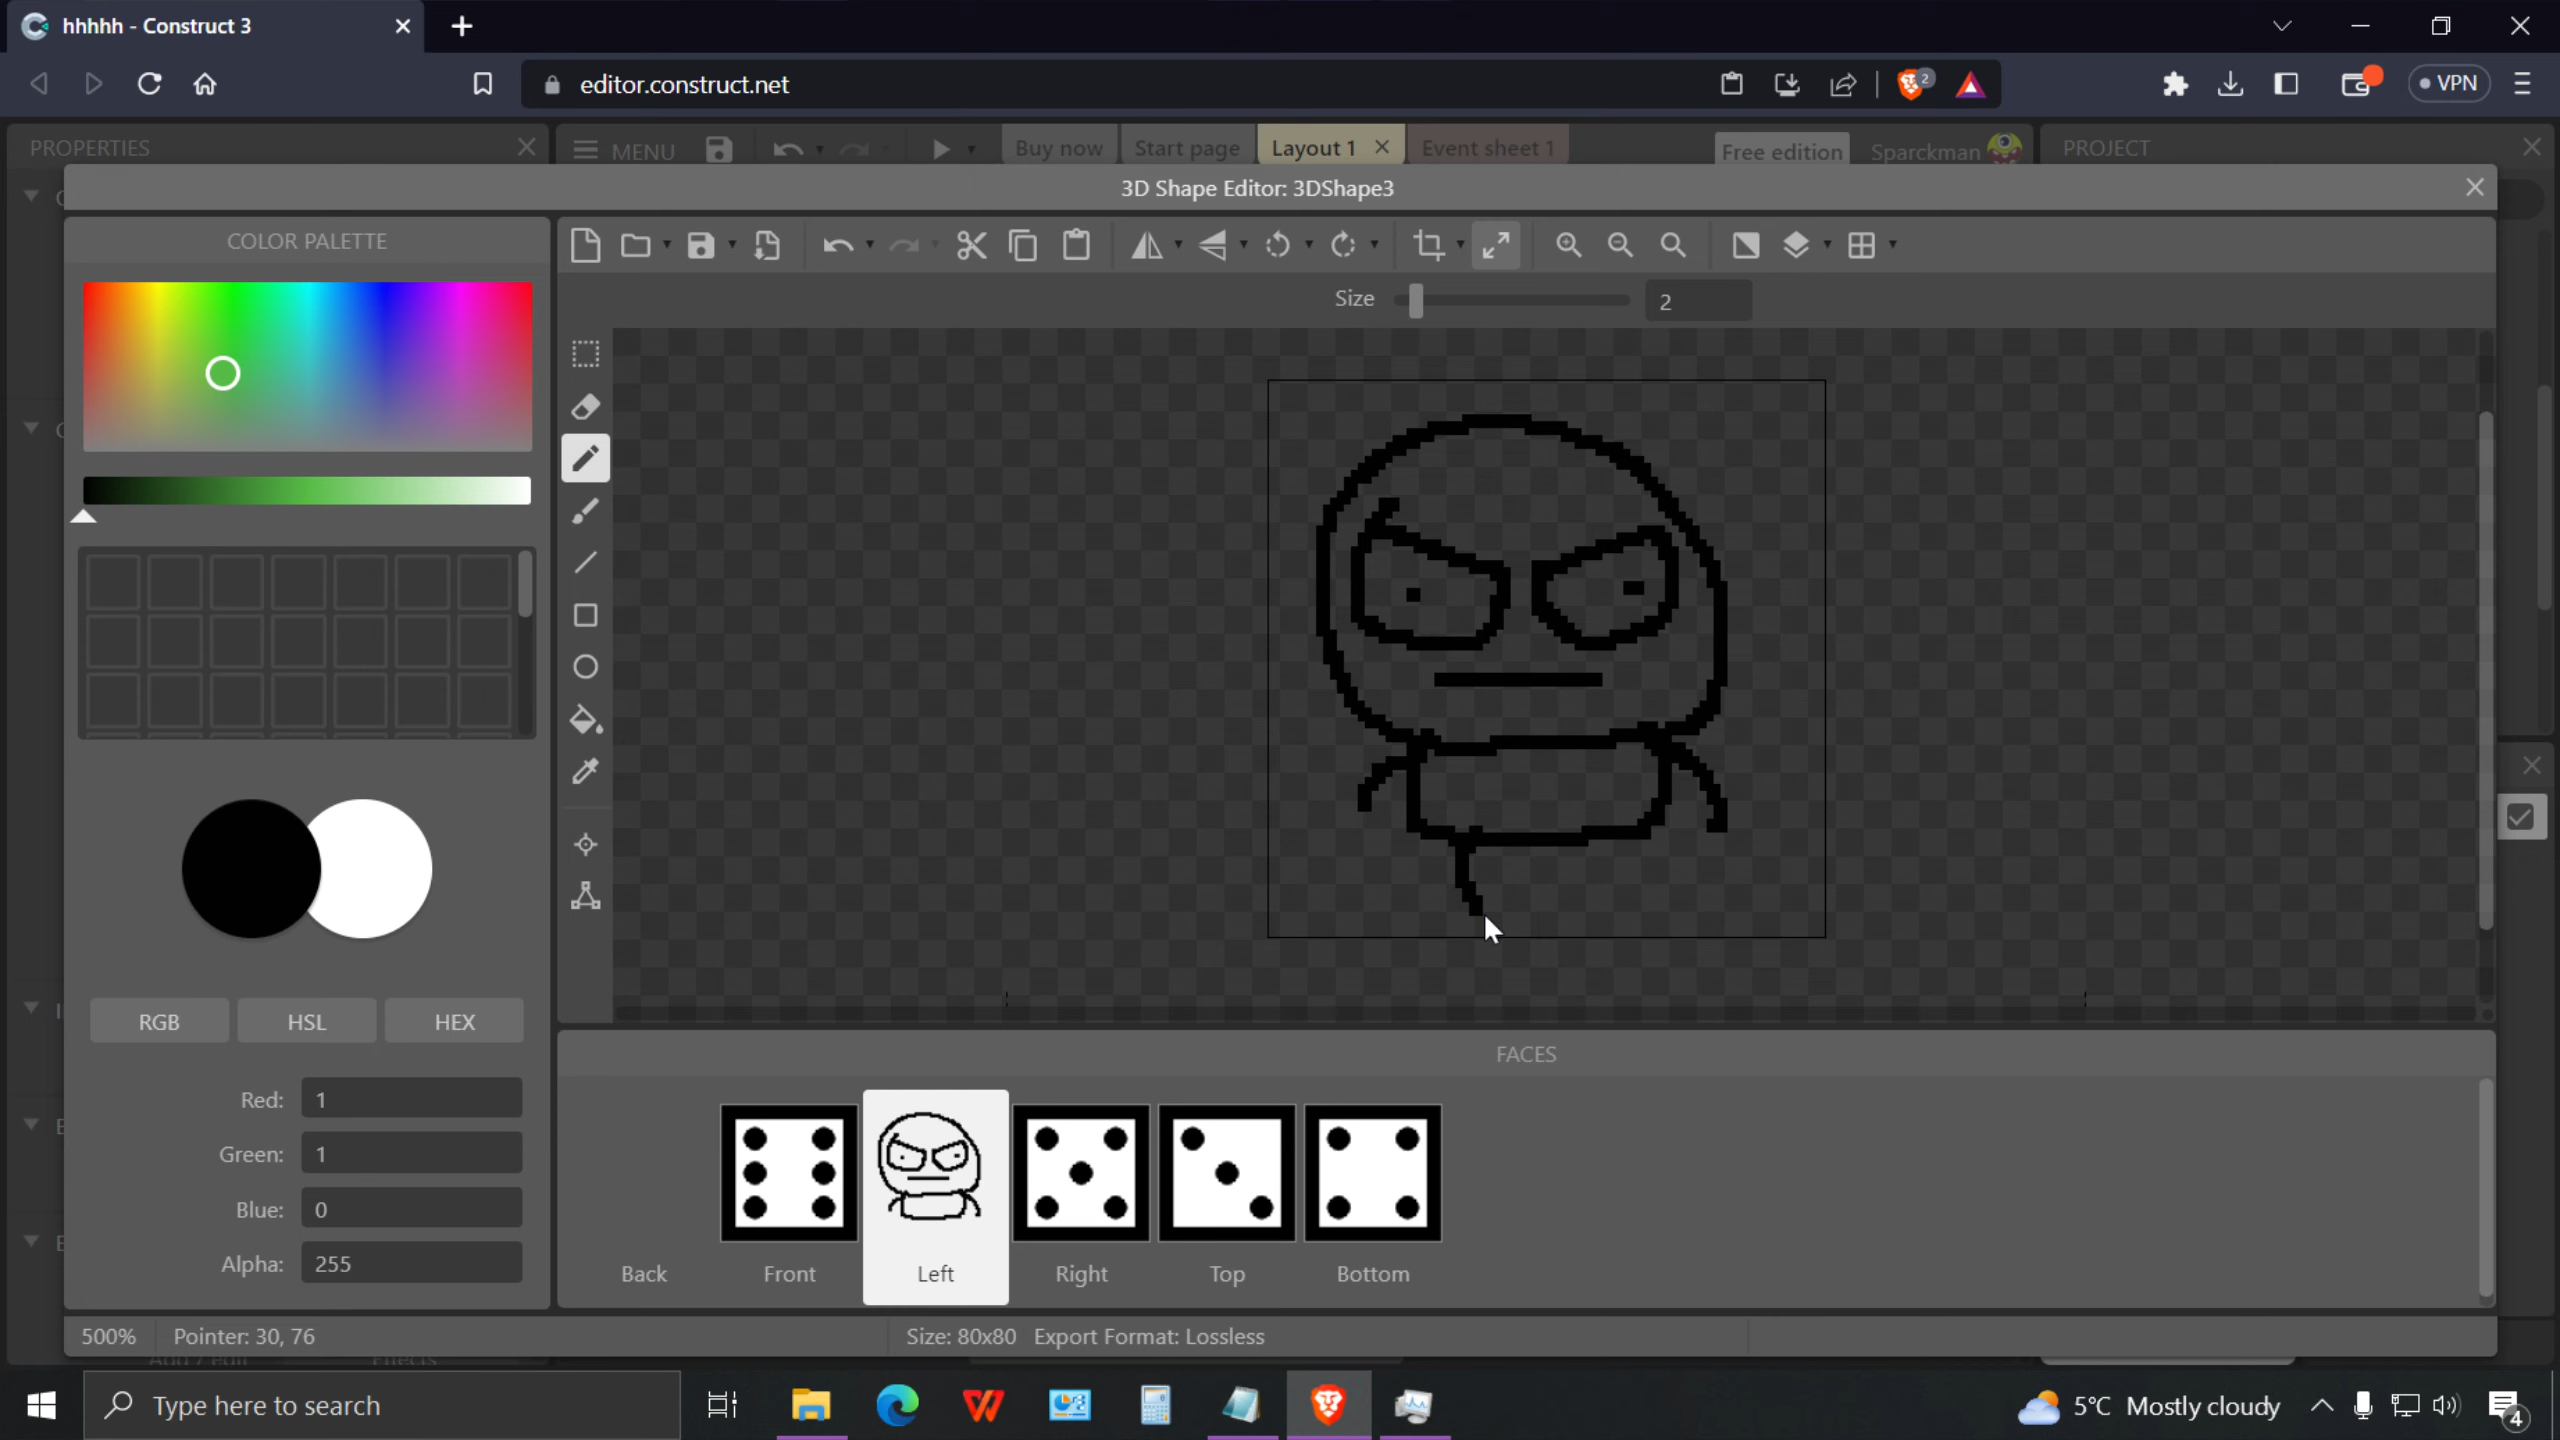 hhhhh - Construct 3
editor.construct.net
2
VPN
PROPERTIES
MENU
Buy now
Start page
Layout 1
Event sheet 1
Free edition
Sparckman
PROJECT
3D Shape Editor: 3DShape3
COLOR PALETTE
Size
2
RGB
HSL
HEX
Red:
1
Green:
1
Blue:
0
Alpha:
255
FACES
Back
Front
Left
Right
Top
Bottom
500%
Pointer: 30, 76
Size: 80x80
Export Format: Lossless
Type here to search
5°C
Mostly cloudy
4